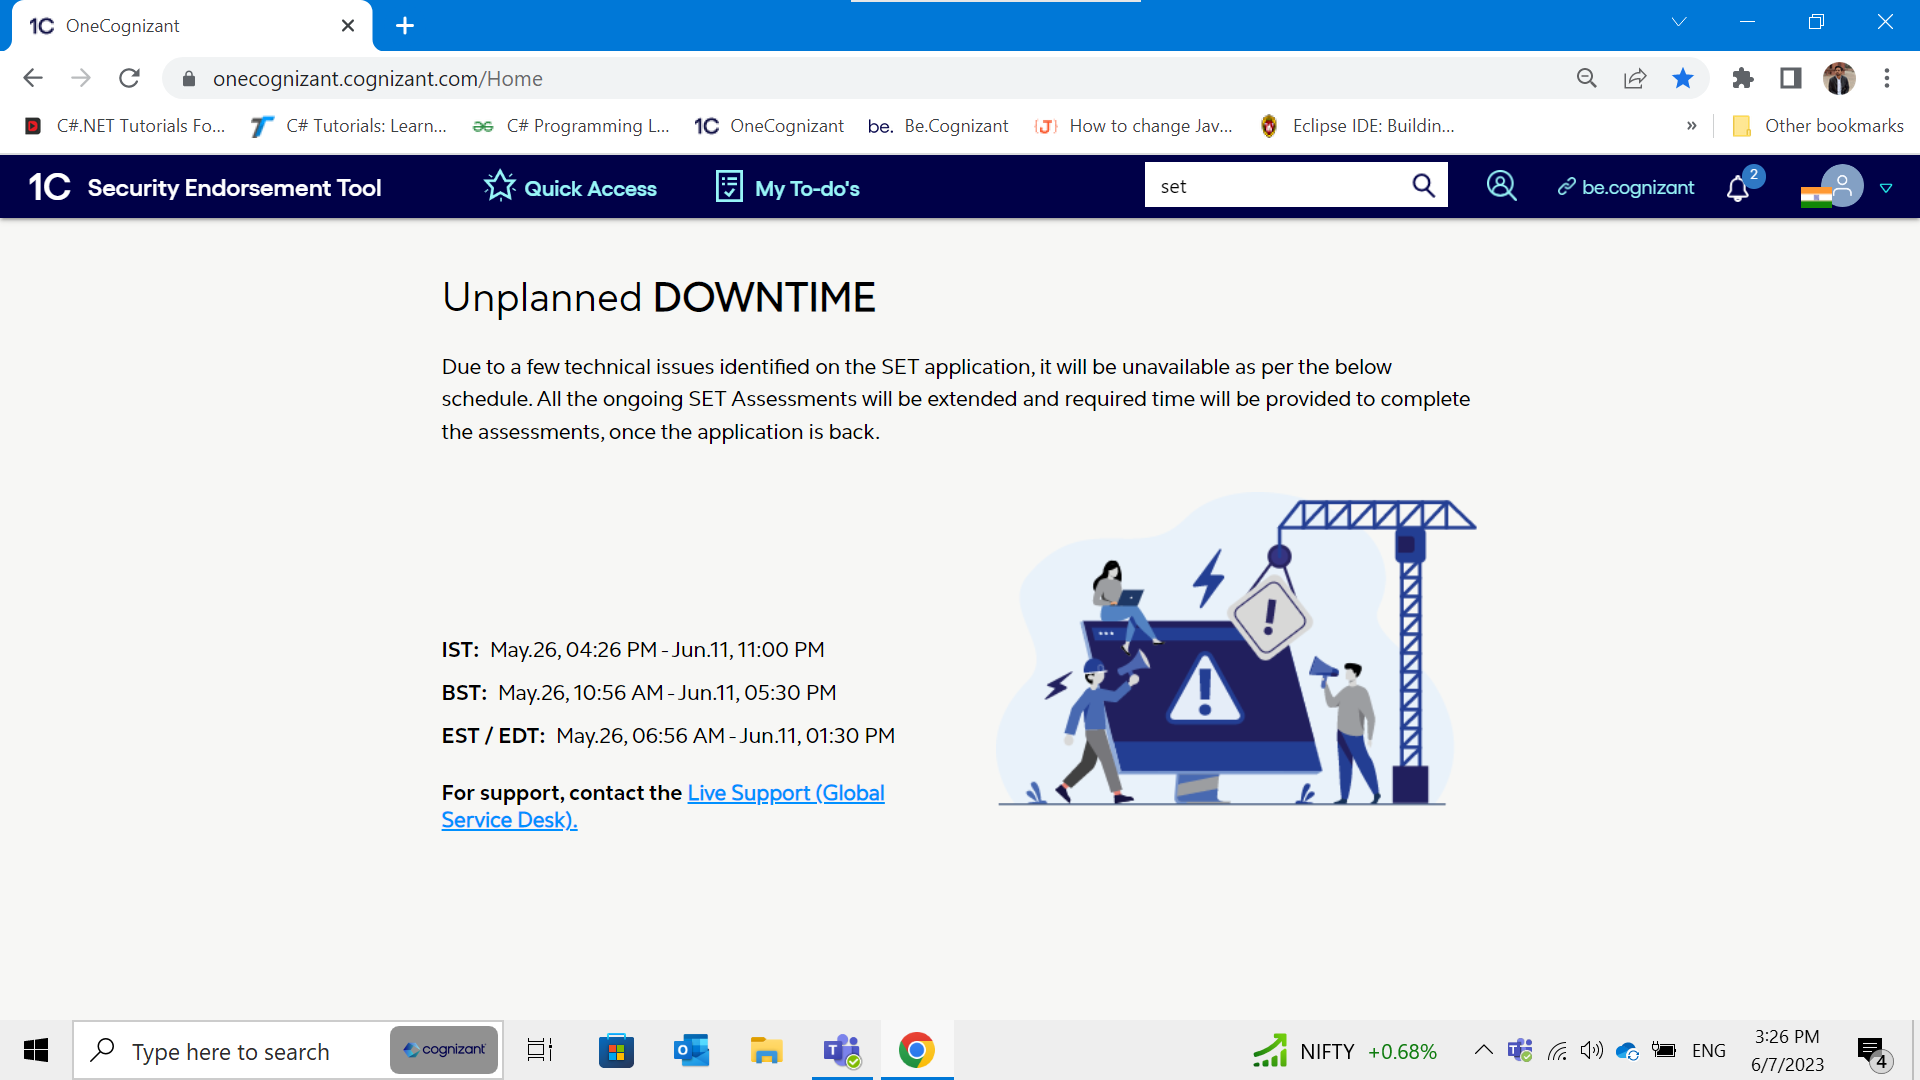 1C OneCognizant
onecognizant.cognizant.com/Home
C#.NET Tutorials Fo...
C# Tutorials: Learn...
C# Programming L...
1C OneCognizant
be. Be.Cognizant
{J} How to change Jav...
Eclipse IDE: Buildin...
»
Other bookmarks
1C Security Endorsement Tool
Quick Access
My To-do's
set
be.cognizant
2
Unplanned DOWNTIME
Due to a few technical issues identified on the SET application, it will be unavailable as per the below
schedule. All the ongoing SET Assessments will be extended and required time will be provided to complete
the assessments, once the application is back.
IST: May.26, 04:26 PM - Jun.11, 11:00 PM
BST: May.26, 10:56 AM - Jun.11, 05:30 PM
EST / EDT: May.26, 06:56 AM - Jun.11, 01:30 PM
For support, contact the Live Support (Global
Service Desk).
Type here to search
cognizant
NIFTY +0.68%
ENG
3:26 PM
6/7/2023
4